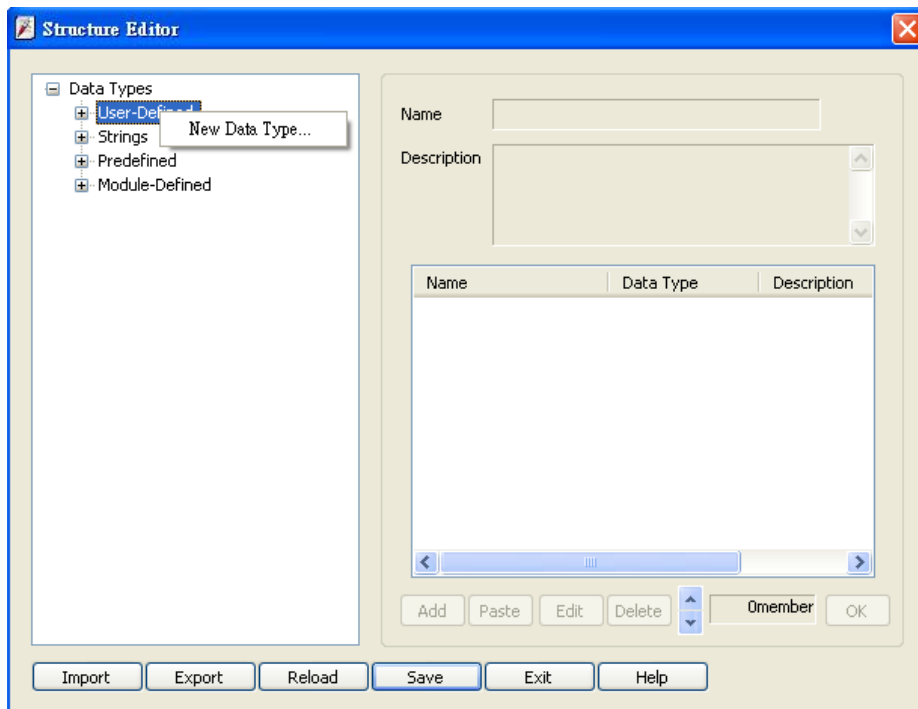 Structure Editor
Data Types
User-Defined
New Data Type...
Strings
Predefined
Module-Defined
Name
Description
Name Data Type Description
Add Paste Edit Delete 0member OK
Import Export Reload Save Exit Help